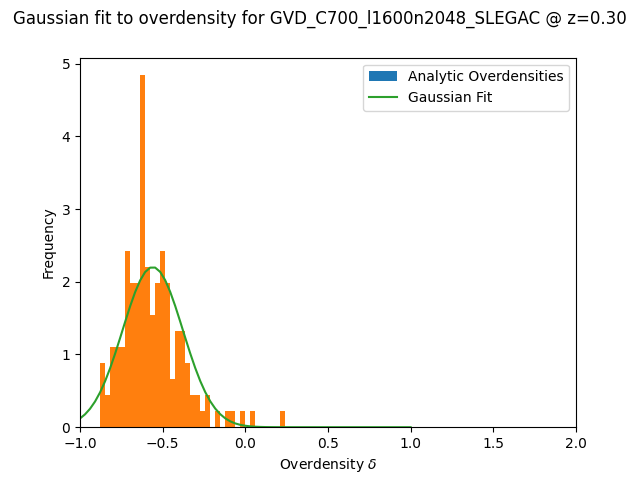 Gaussian fit to overdensity for GVD_C700_l1600n2048_SLEGAC @ z=0.30
Analytic Overdensities
Gaussian Fit
Frequency
5
4
3
2
1
0
−1.0 −0.5 0.0 0.5 1.0 1.5 2.0
Overdensity δ